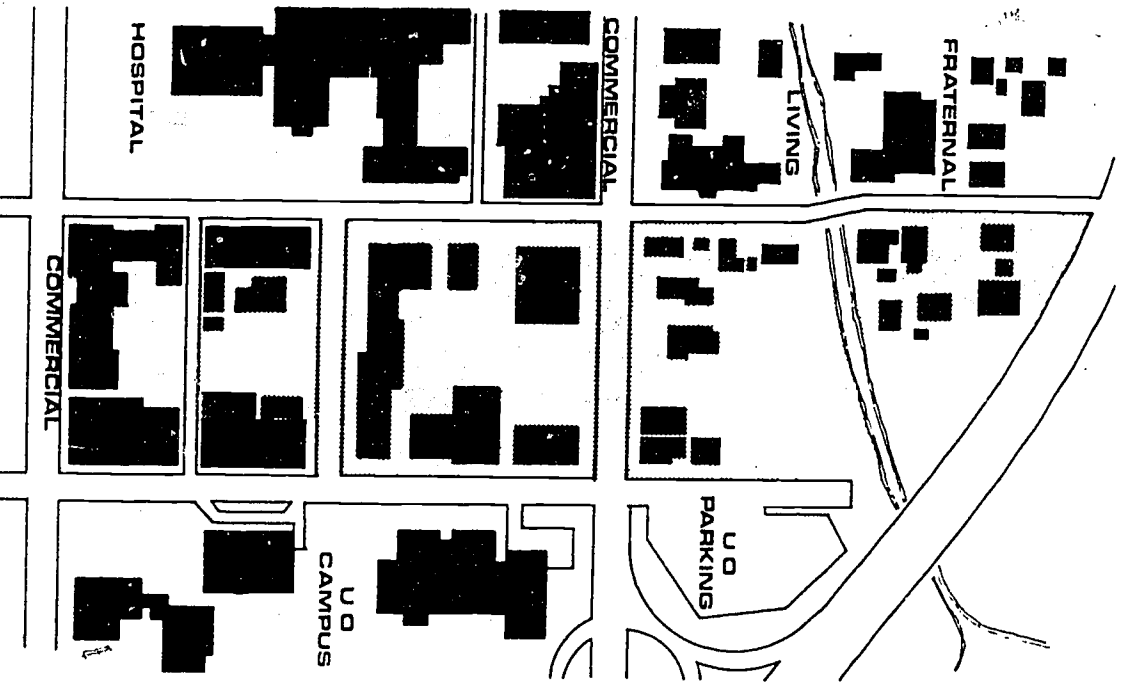 HOSPITAL
COMMERCIAL
LIVING
FRATERNAL
COMMERCIAL
U O
PARKING
U O
CAMPUS